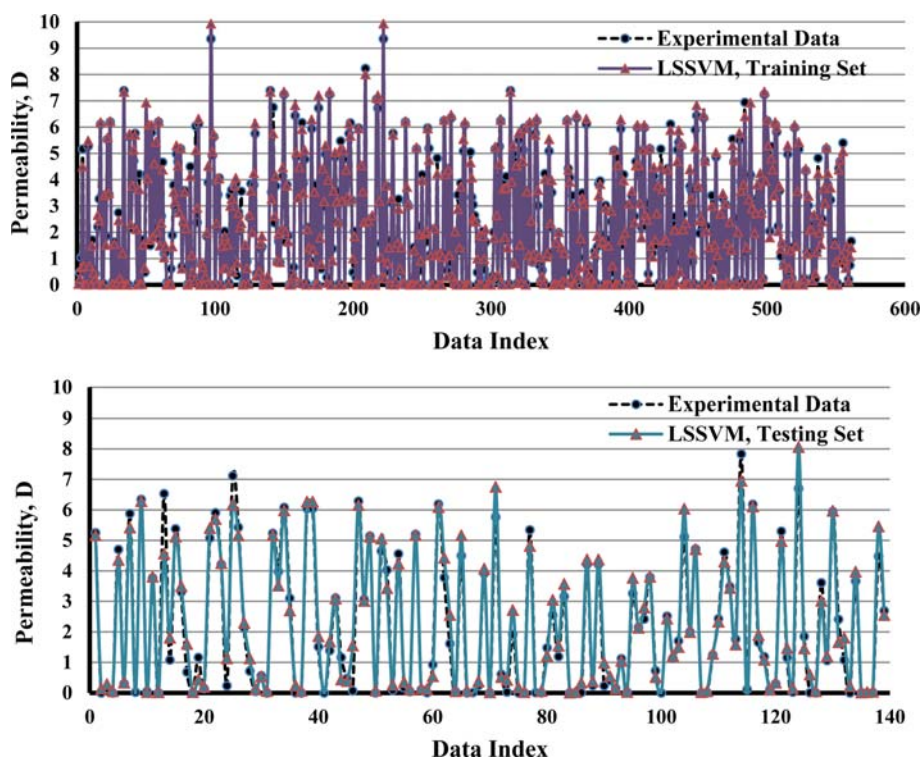 10
9
8
7
6
5
4
3
2
1
0
Permeability, D
Experimental Data
LSSVM, Training Set
0 100 200 300 400 500 600
Data Index
10
9
8
7
6
5
4
3
2
1
0
Permeability, D
Experimental Data
LSSVM, Testing Set
0 20 40 60 80 100 120 140
Data Index